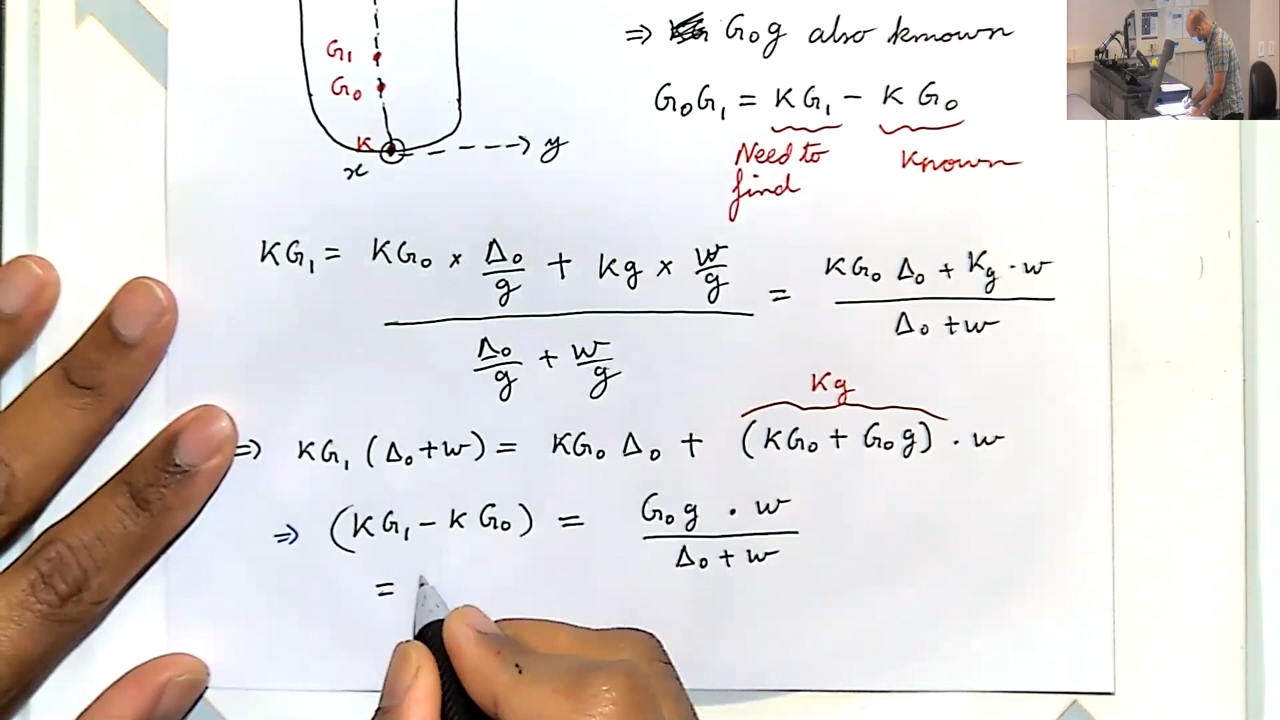 ⇒ G₀g also known
G₁
G₀
G₀G₁ = KG₁ − KG₀
K
y
x
Need to find
known
KG₁ = (KG₀ × Δ₀/g + Kg × w/g) / (Δ₀/g + w/g) = (KG₀ Δ₀ + Kg · w) / (Δ₀ + w)
Kg
⇒ KG₁ (Δ₀ + w) = KG₀ Δ₀ + (KG₀ + G₀g) · w
⇒ (KG₁ − KG₀) = (G₀g · w) / (Δ₀ + w)
=